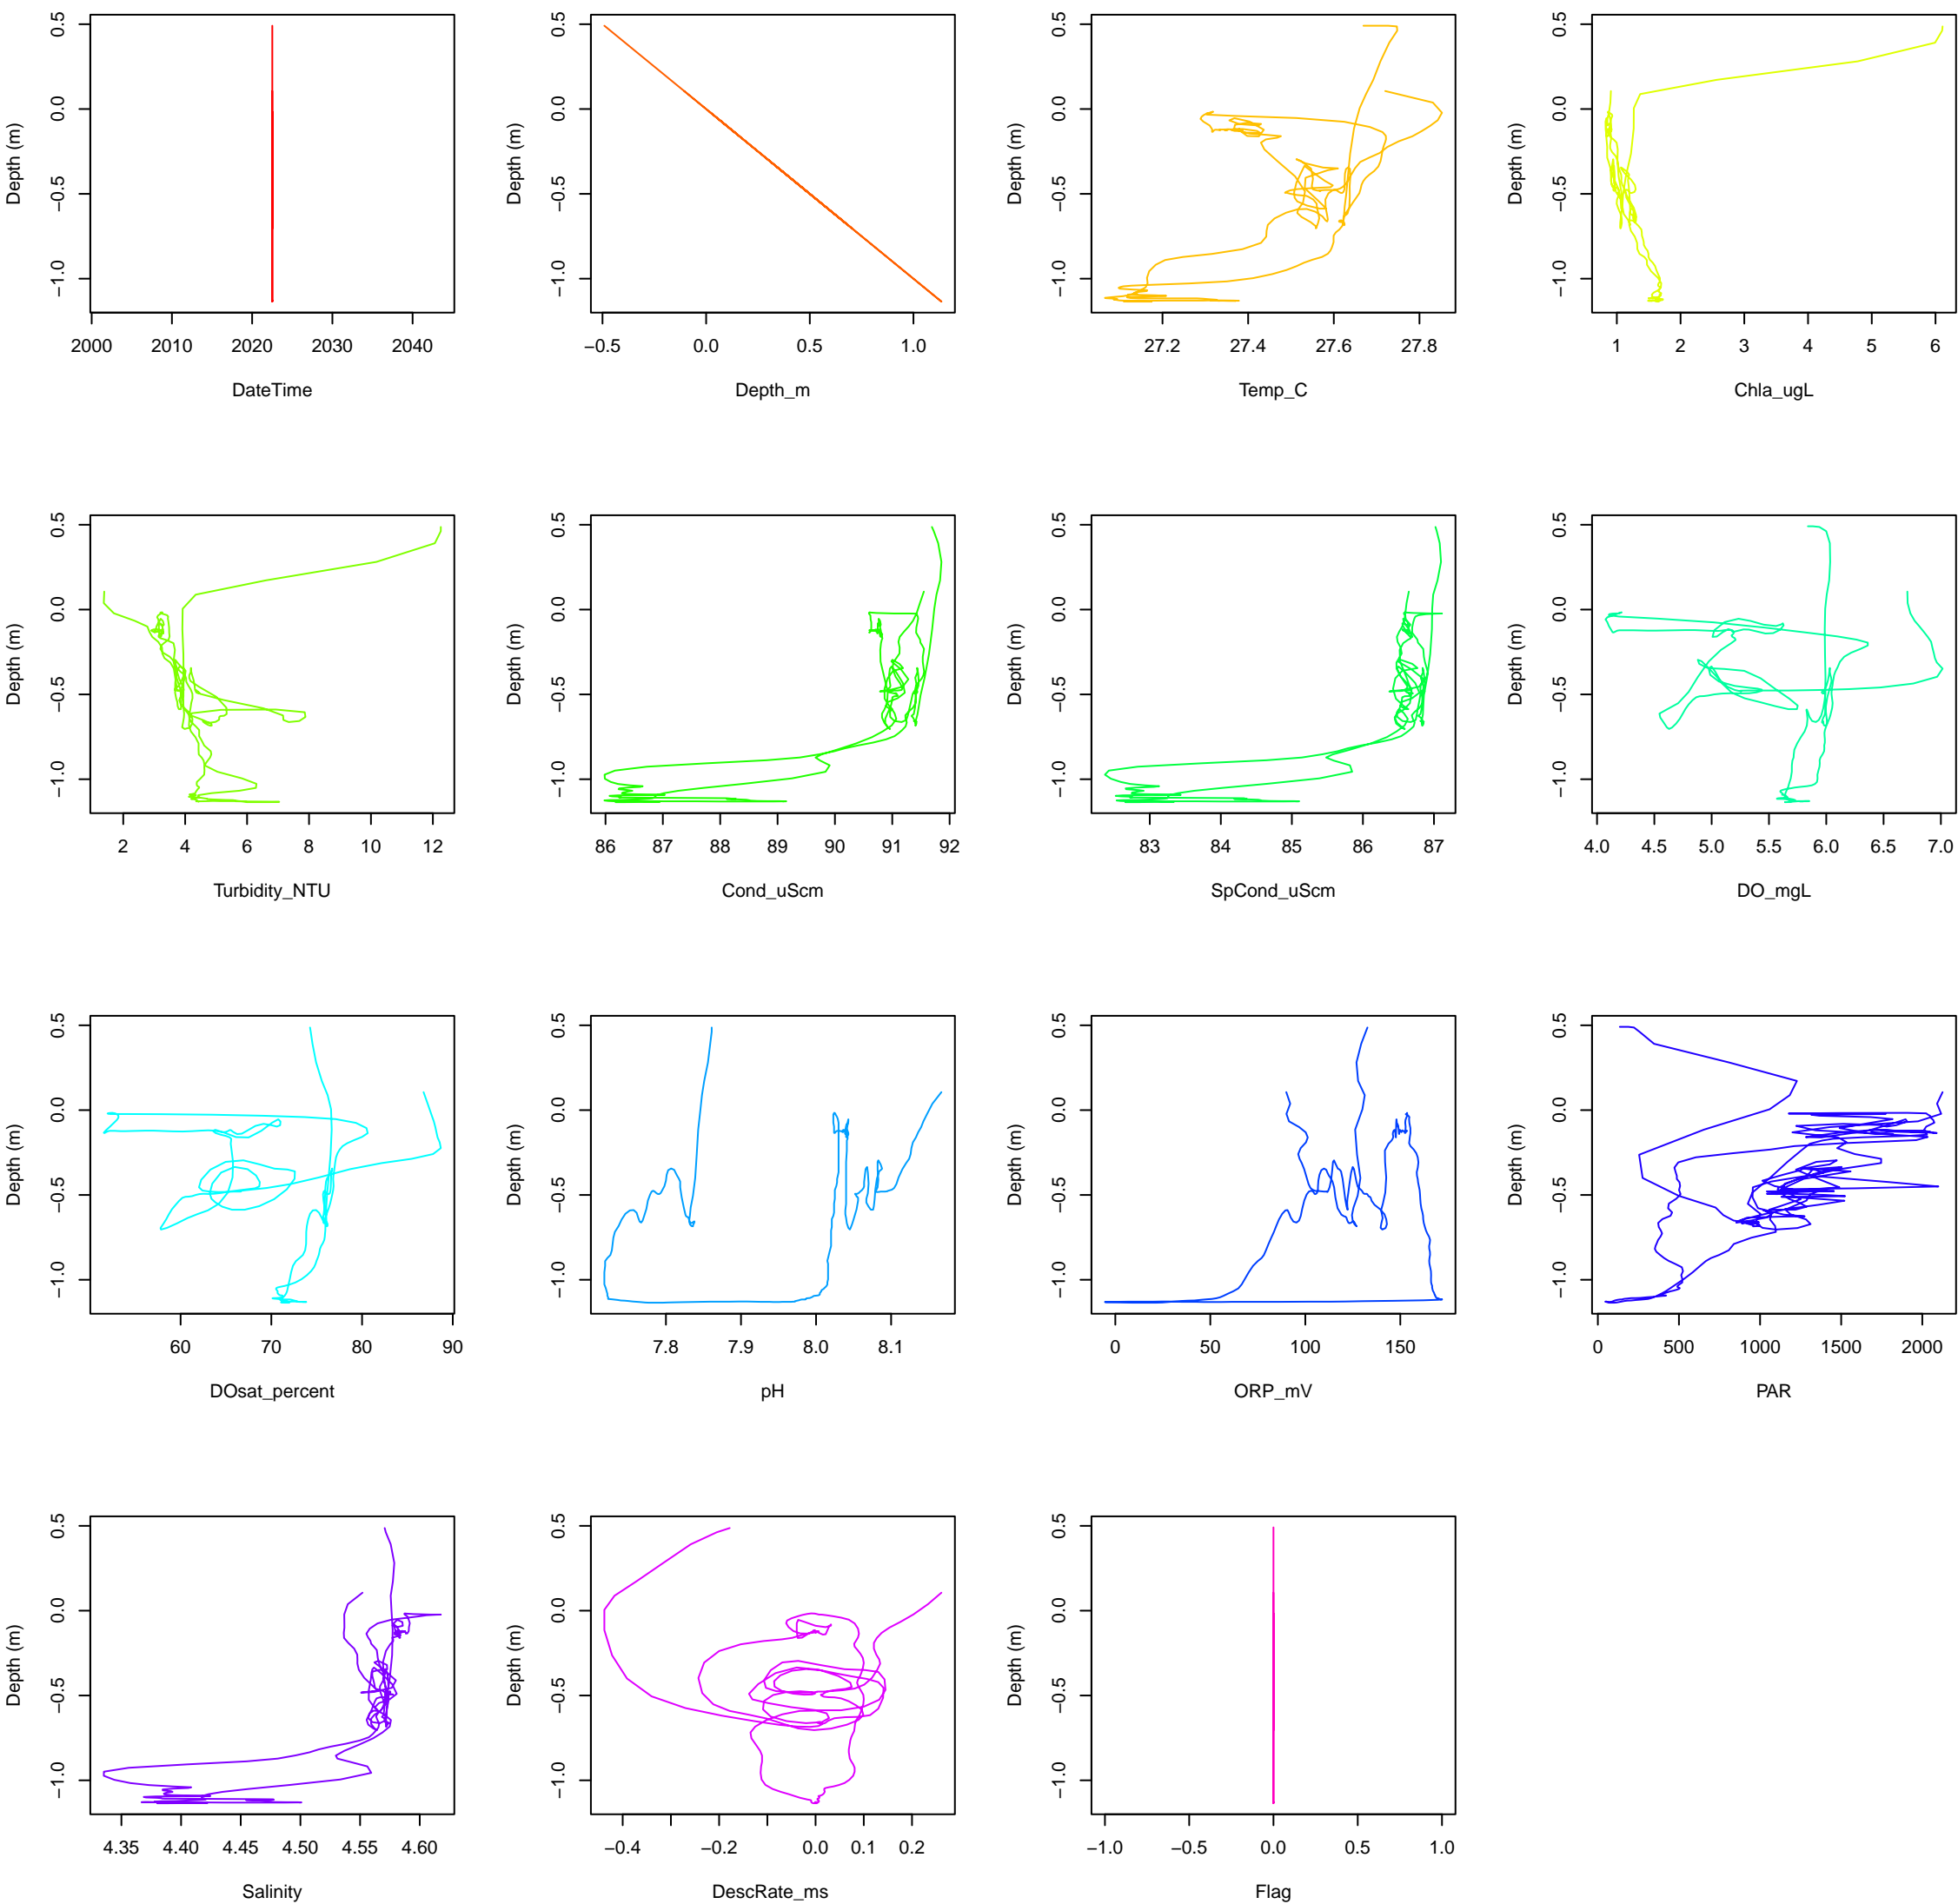 Depth (m)
0.5
0.0
−0.5
−1.0
2000 2010 2020 2030 2040
DateTime
Depth (m)
0.5
0.0
−0.5
−1.0
−0.5 0.0 0.5 1.0
Depth_m
Depth (m)
0.5
0.0
−0.5
−1.0
27.2 27.4 27.6 27.8
Temp_C
Depth (m)
0.5
0.0
−0.5
−1.0
1 2 3 4 5 6
Chla_ugL
Depth (m)
0.5
0.0
−0.5
−1.0
2 4 6 8 10 12
Turbidity_NTU
Depth (m)
0.5
0.0
−0.5
−1.0
86 87 88 89 90 91 92
Cond_uScm
Depth (m)
0.5
0.0
−0.5
−1.0
83 84 85 86 87
SpCond_uScm
Depth (m)
0.5
0.0
−0.5
−1.0
4.0 4.5 5.0 5.5 6.0 6.5 7.0
DO_mgL
Depth (m)
0.5
0.0
−0.5
−1.0
60 70 80 90
DOsat_percent
Depth (m)
0.5
0.0
−0.5
−1.0
7.8 7.9 8.0 8.1
pH
Depth (m)
0.5
0.0
−0.5
−1.0
0 50 100 150
ORP_mV
Depth (m)
0.5
0.0
−0.5
−1.0
0 500 1000 1500 2000
PAR
Depth (m)
0.5
0.0
−0.5
−1.0
4.35 4.40 4.45 4.50 4.55 4.60
Salinity
Depth (m)
0.5
0.0
−0.5
−1.0
−0.4 −0.2 0.0 0.1 0.2
DescRate_ms
Depth (m)
0.5
0.0
−0.5
−1.0
−1.0 −0.5 0.0 0.5 1.0
Flag